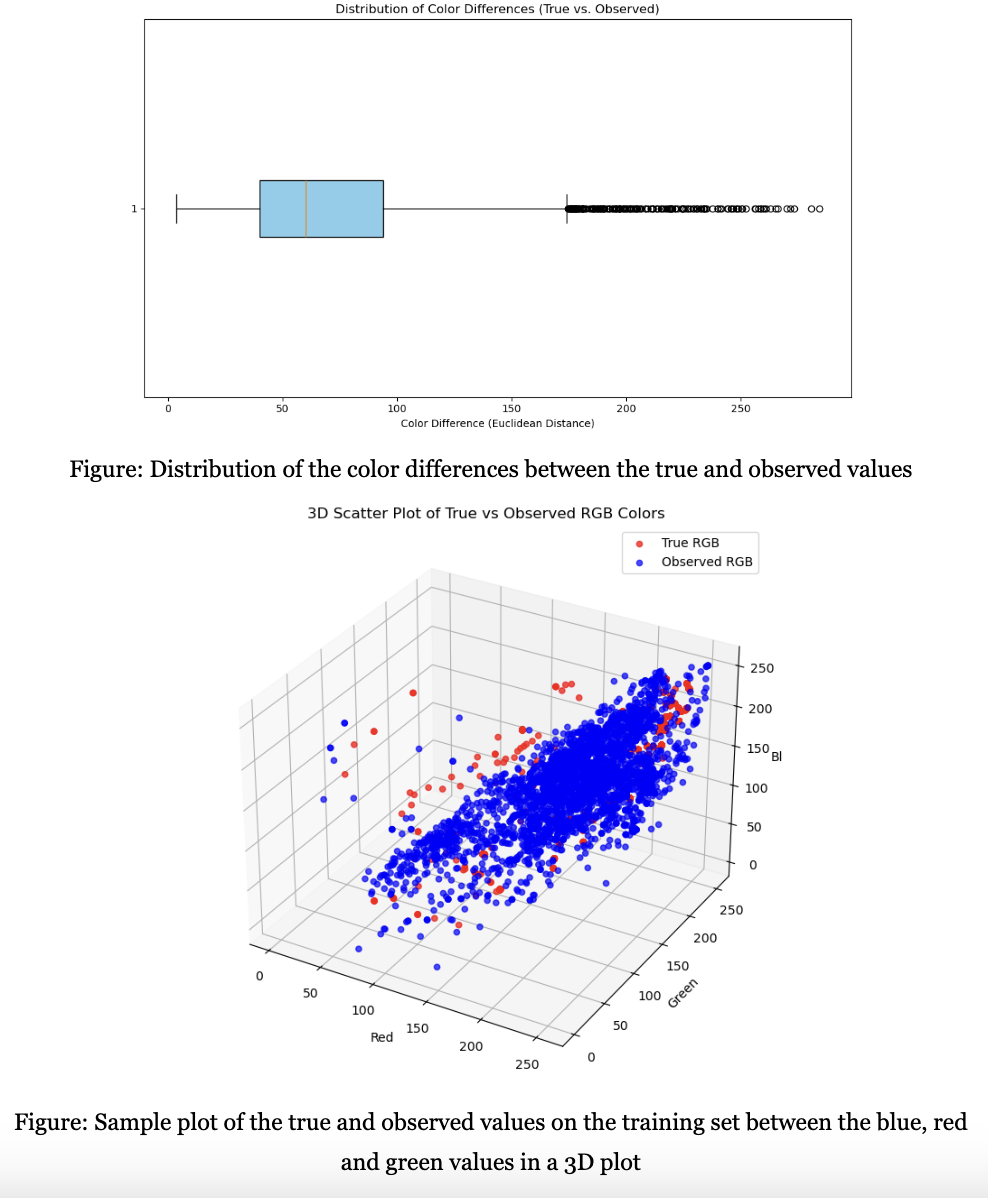 Distribution of Color Differences (True vs. Observed)
1
0 50 100 150 200 250
Color Difference (Euclidean Distance)
Figure: Distribution of the color differences between the true and observed values
3D Scatter Plot of True vs Observed RGB Colors
True RGB
Observed RGB
250
200
150
Bl
100
50
0
250
200
150
100
50
0
Green
0
50
100
150
200
250
Red
Figure: Sample plot of the true and observed values on the training set between the blue, red
and green values in a 3D plot